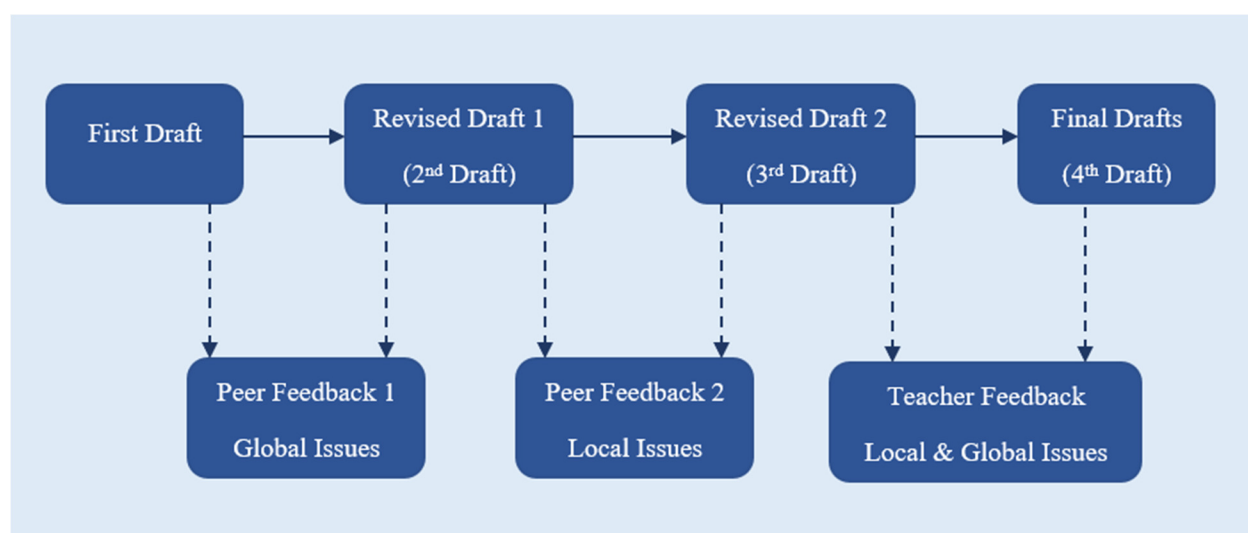 First Draft
Revised Draft 1
(2nd Draft)
Revised Draft 2
(3rd Draft)
Final Drafts
(4th Draft)
Peer Feedback 1
Global Issues
Peer Feedback 2
Local Issues
Teacher Feedback
Local & Global Issues